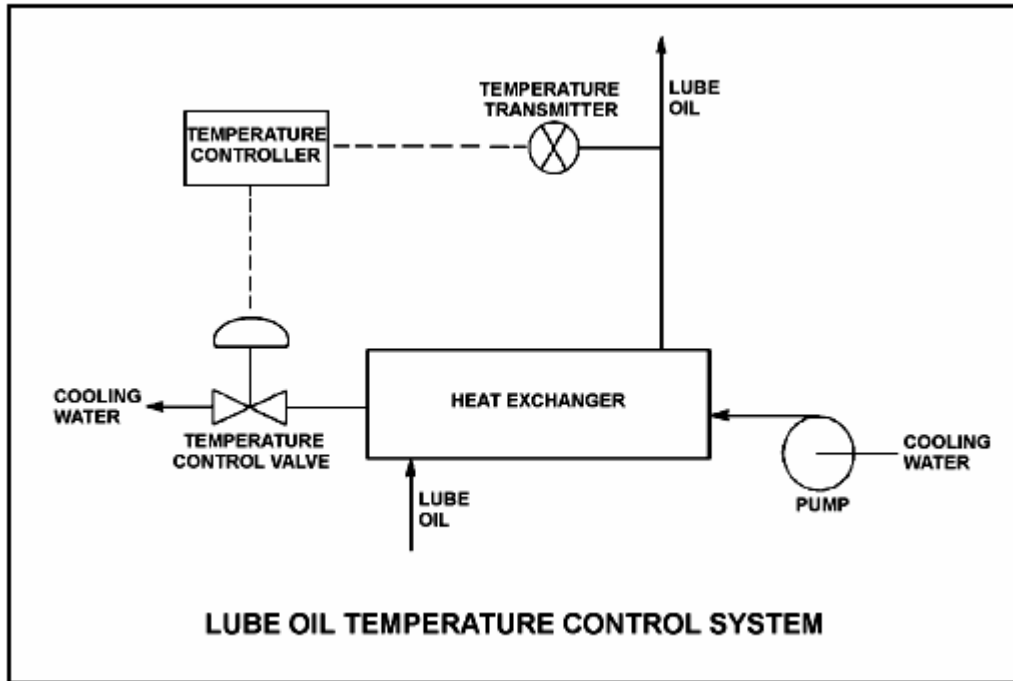 TEMPERATURE
TRANSMITTER
LUBE
OIL
TEMPERATURE
CONTROLLER
COOLING
WATER
TEMPERATURE
CONTROL VALVE
HEAT EXCHANGER
COOLING
WATER
PUMP
LUBE
OIL
LUBE OIL TEMPERATURE CONTROL SYSTEM